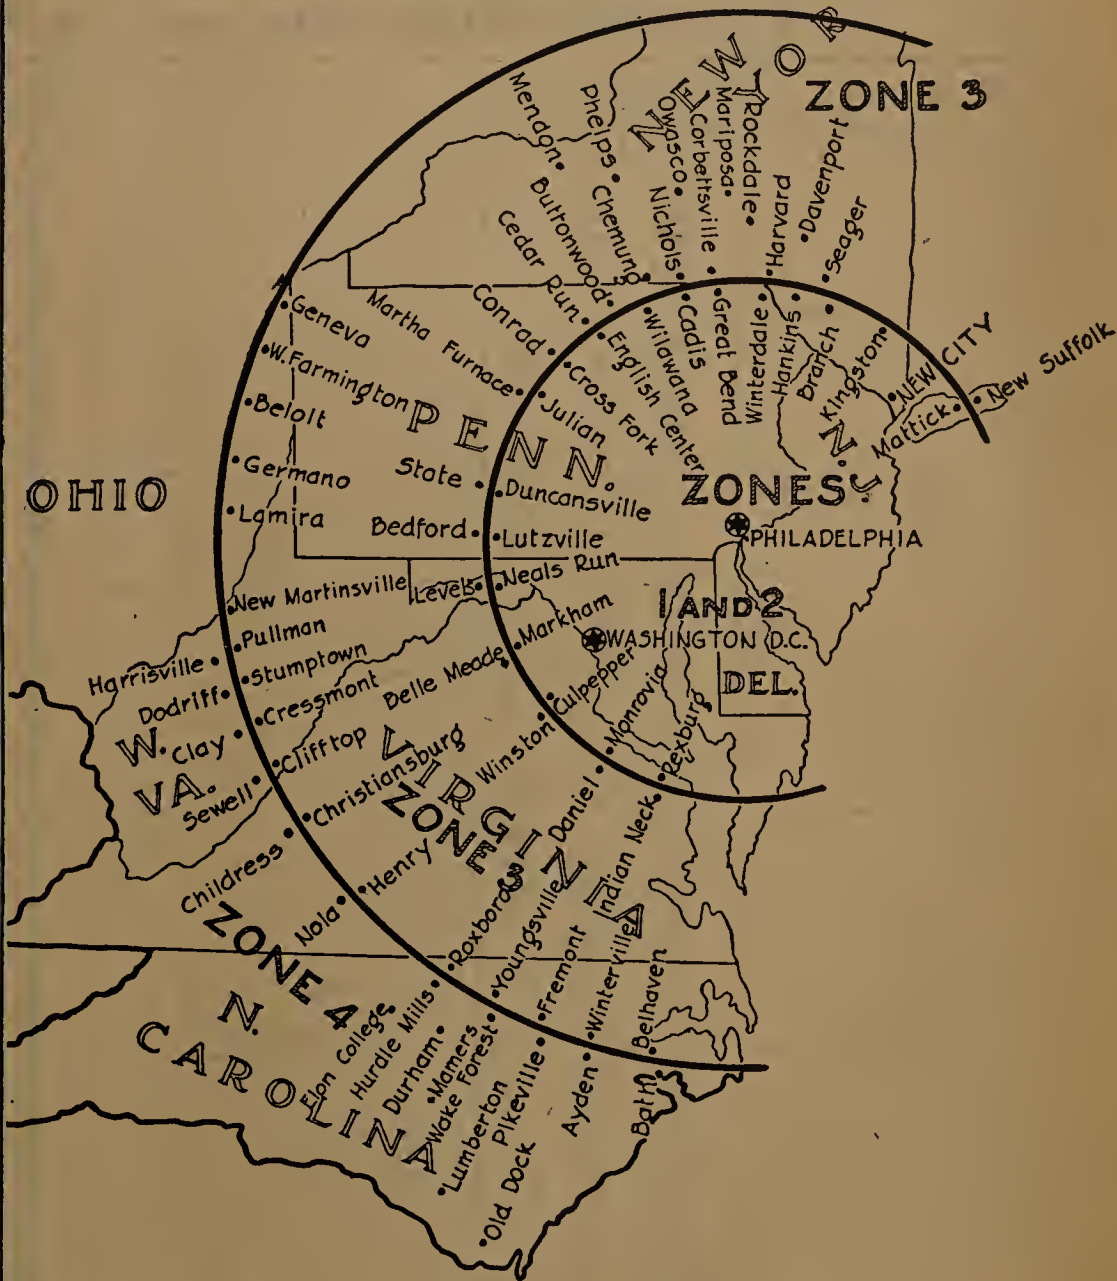 NEW YOR
ZONE 3
Mendon
Phelps
Owasco
Corbettsville
Mariposa
Rockdale
Harvard
Davenport
Seager
Nichols
Chemung
Buttonwood
Cedar Run
Conrad
Martha Furnace
Geneva
W. Farmington
Belolt
Germano
Lamira
OHIO
PENN.
State
Bedford
Julian
Cross Fork
English Center
Wilawana
Cadis
Great Bend
Winterdale
Hankins
Branch
Kingston
NEW CITY
New Suffolk
Mattick
N. J.
Duncansville
Lutzville
Neals Run
ZONES
1 AND 2
PHILADELPHIA
WASHINGTON D.C.
DEL.
Levels
Markham
Belle Meade
Culpepper
Winston
Monrovia
Rexburg
New Martinsville
Pullman
Stumptown
Cressmont
Clifftop
Christiansburg
Henry
Harrisville
Dodriff
W. VA.
Clay
Sewell
Childress
Nola
VIRGINIA
ZONE 3
Daniel
Indian Neck
Roxboro
Youngsville
Fremont
Winterville
Belhaven
ZONE 4
N. CAROLINA
Elon College
Hurdle Mills
Durham
Mamers
Wake Forest
Lumberton
Pikeville
Old Dock
Ayden
Bath